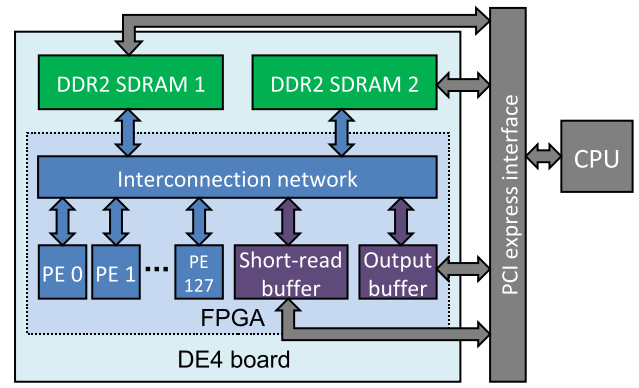 DDR2 SDRAM 1
DDR2 SDRAM 2
Interconnection network
PE 0
PE 1
...
PE
127
Short-read
buffer
Output
buffer
FPGA
DE4 board
PCI express interface
CPU